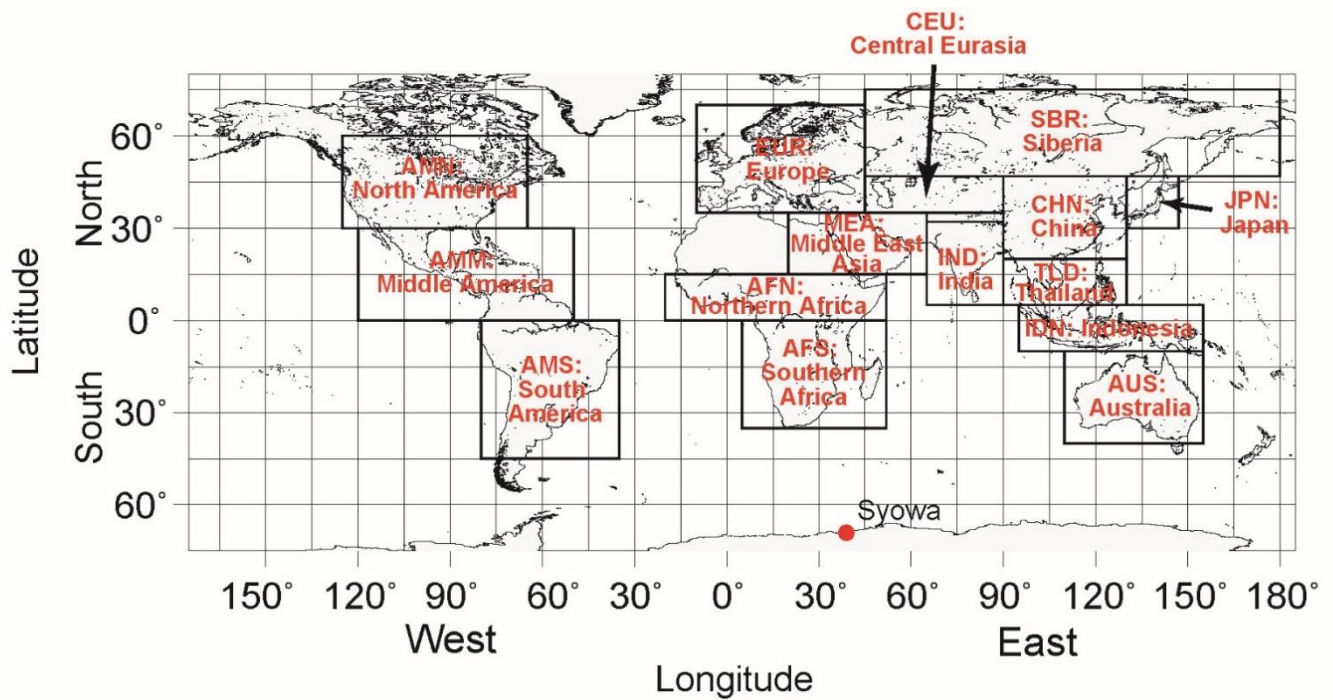 CEU:
Central Eurasia
SBR:
Siberia
AMN:
North America
EUR:
Europe
CHN:
China
JPN:
Japan
MEA:
Middle East
Asia
IND:
India
AMM:
Middle America
AFN:
Northern Africa
TLD:
Thailand
IDN: Indonesia
AMS:
South
America
AFS:
Southern
Africa
AUS:
Australia
Syowa
Latitude
North
South
60°
30°
0°
30°
60°
150° 120° 90° 60° 30 0° 30° 60° 90° 120° 150° 180°
West East
Longitude